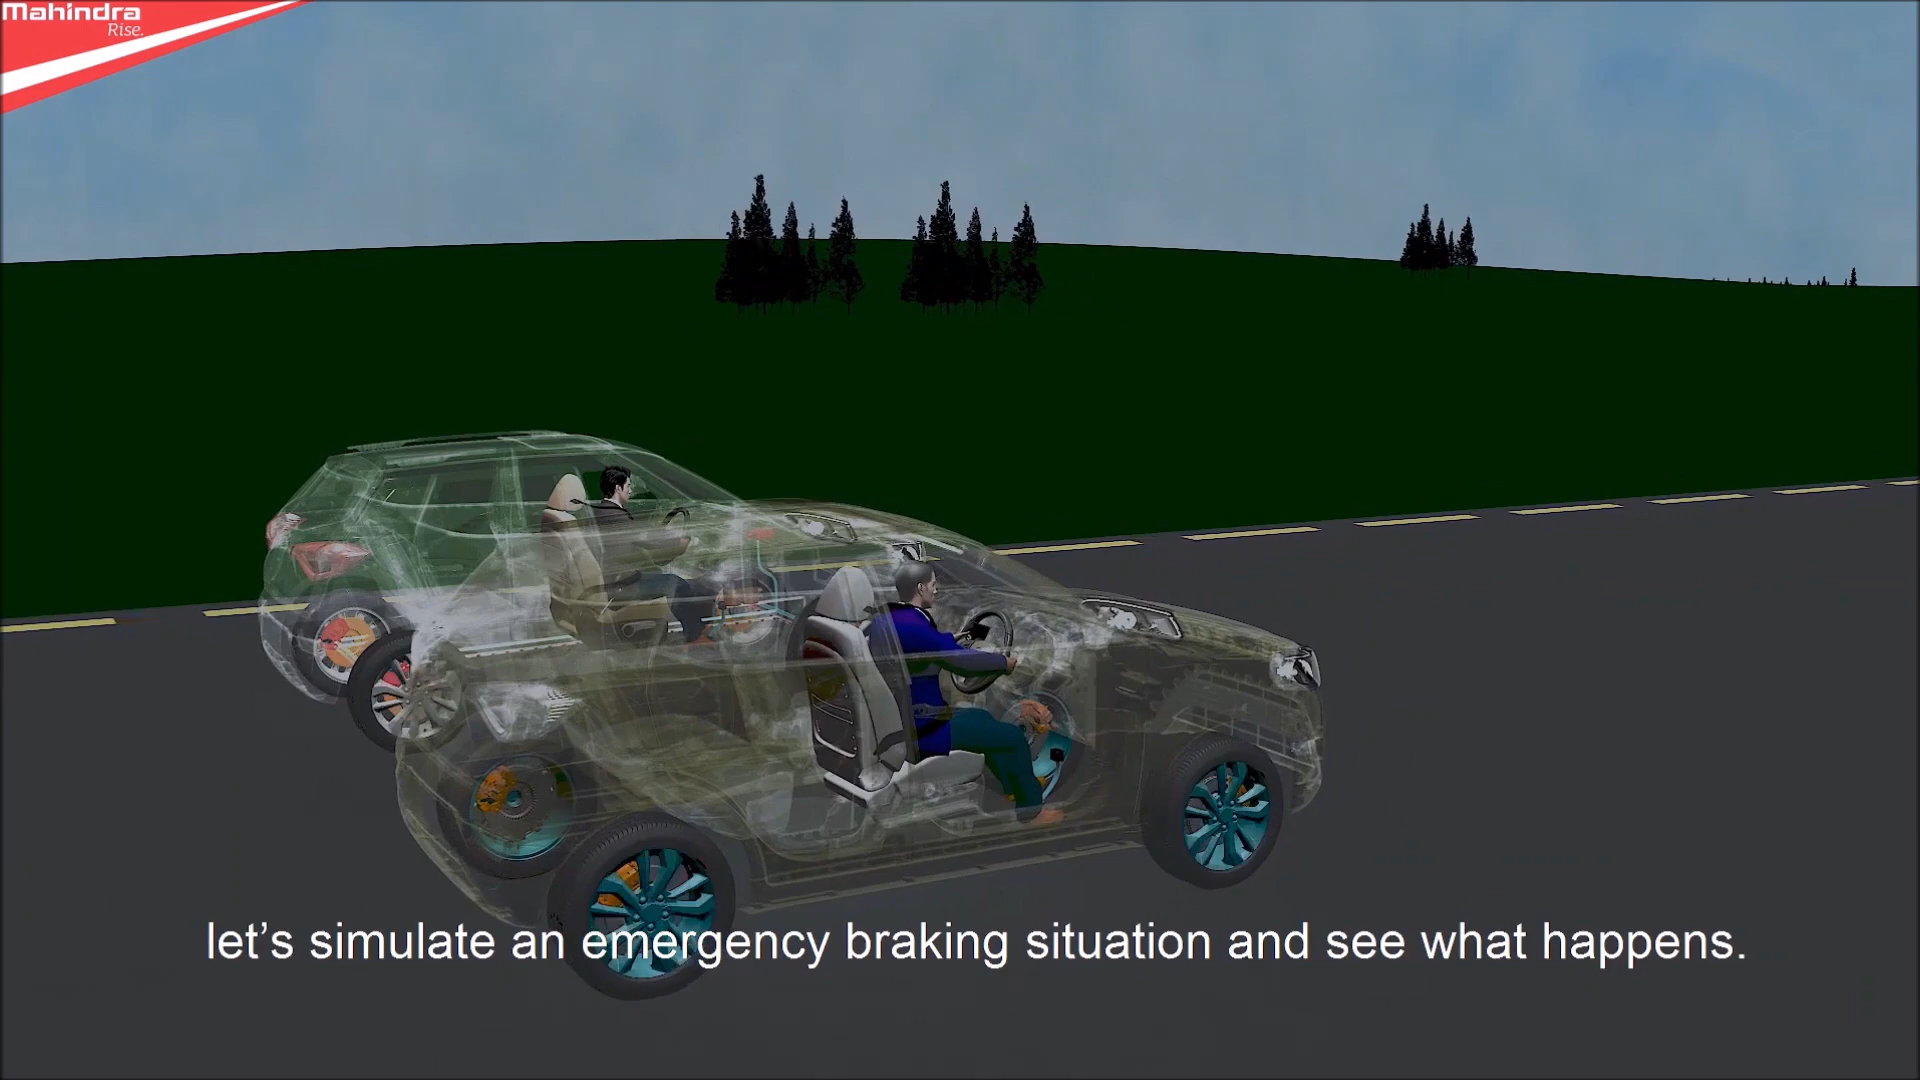 Mahindra
Rise.
let’s simulate an emergency braking situation and see what happens.